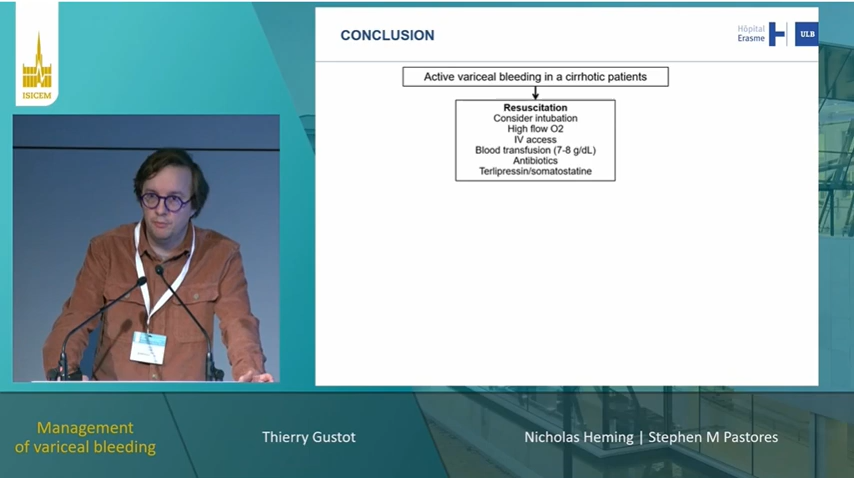 ISICEM
CONCLUSION
Hôpital
Erasme
ULB
Active variceal bleeding in a cirrhotic patients
Resuscitation
Consider intubation
High flow O2
IV access
Blood transfusion (7-8 g/dL)
Antibiotics
Terlipressin/somatostatine
Management
of variceal bleeding
Thierry Gustot
Nicholas Heming | Stephen M Pastores